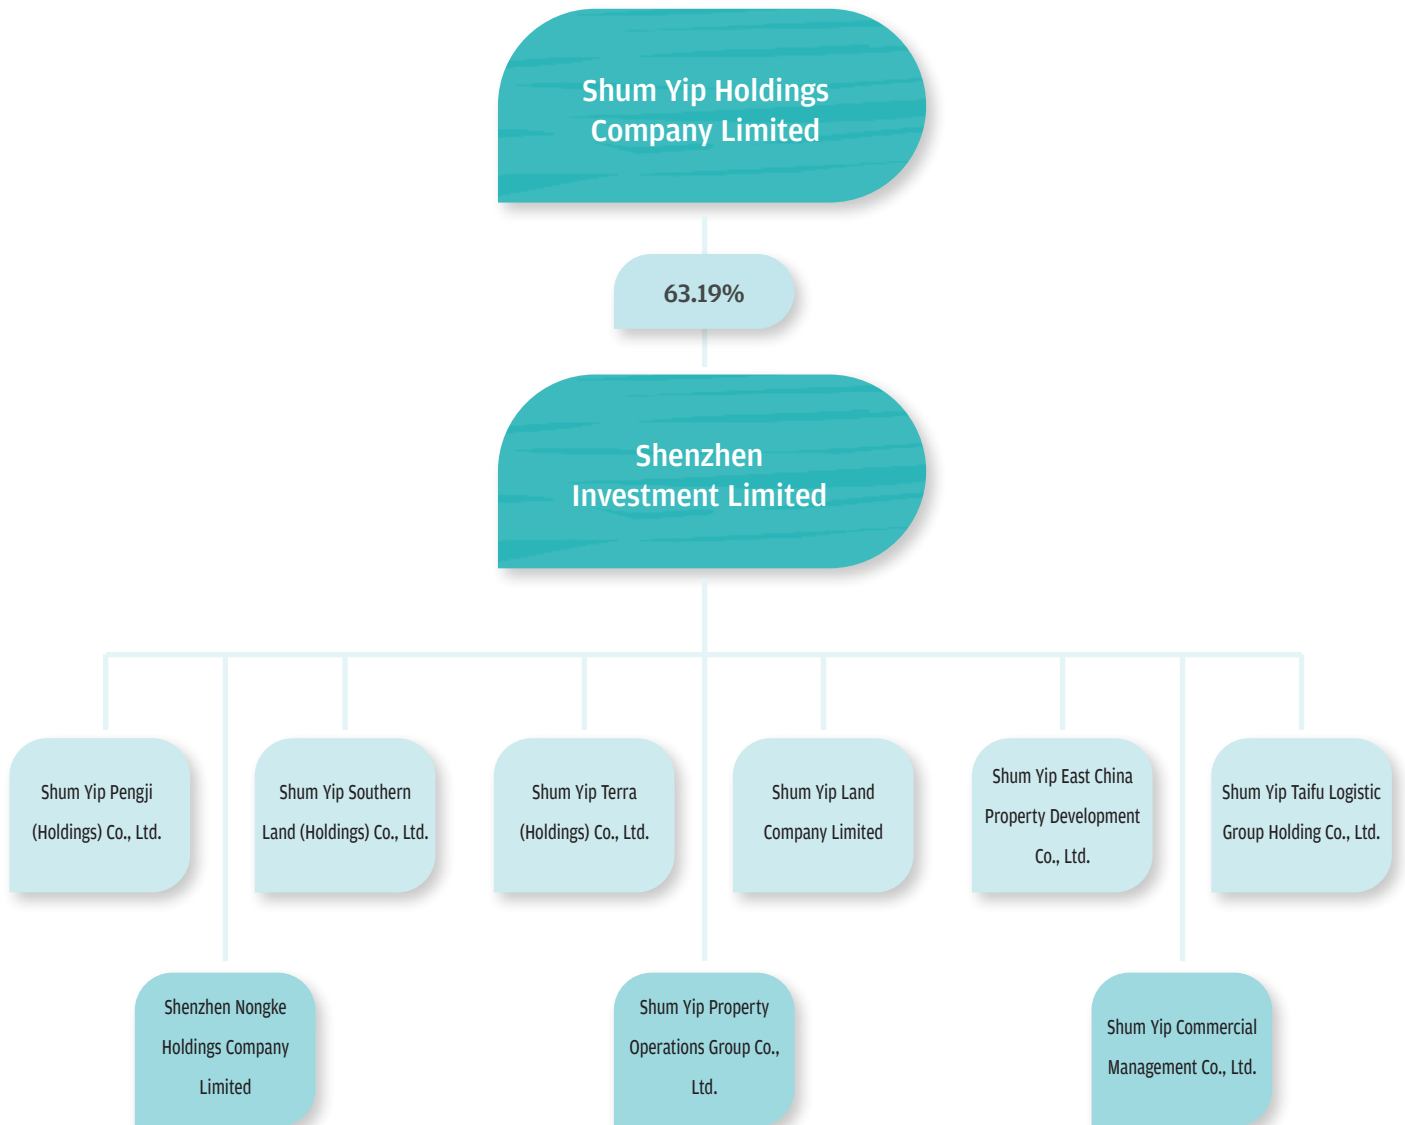 Shum Yip Holdings
Company Limited
63.19%
Shenzhen
Investment Limited
Shum Yip Pengji
(Holdings) Co., Ltd.
Shum Yip Southern
Land (Holdings) Co., Ltd.
Shum Yip Terra
(Holdings) Co., Ltd.
Shum Yip Land
Company Limited
Shum Yip East China
Property Development
Co., Ltd.
Shum Yip Taifu Logistic
Group Holding Co., Ltd.
Shenzhen Nongke
Holdings Company
Limited
Shum Yip Property
Operations Group Co.,
Ltd.
Shum Yip Commercial
Management Co., Ltd.